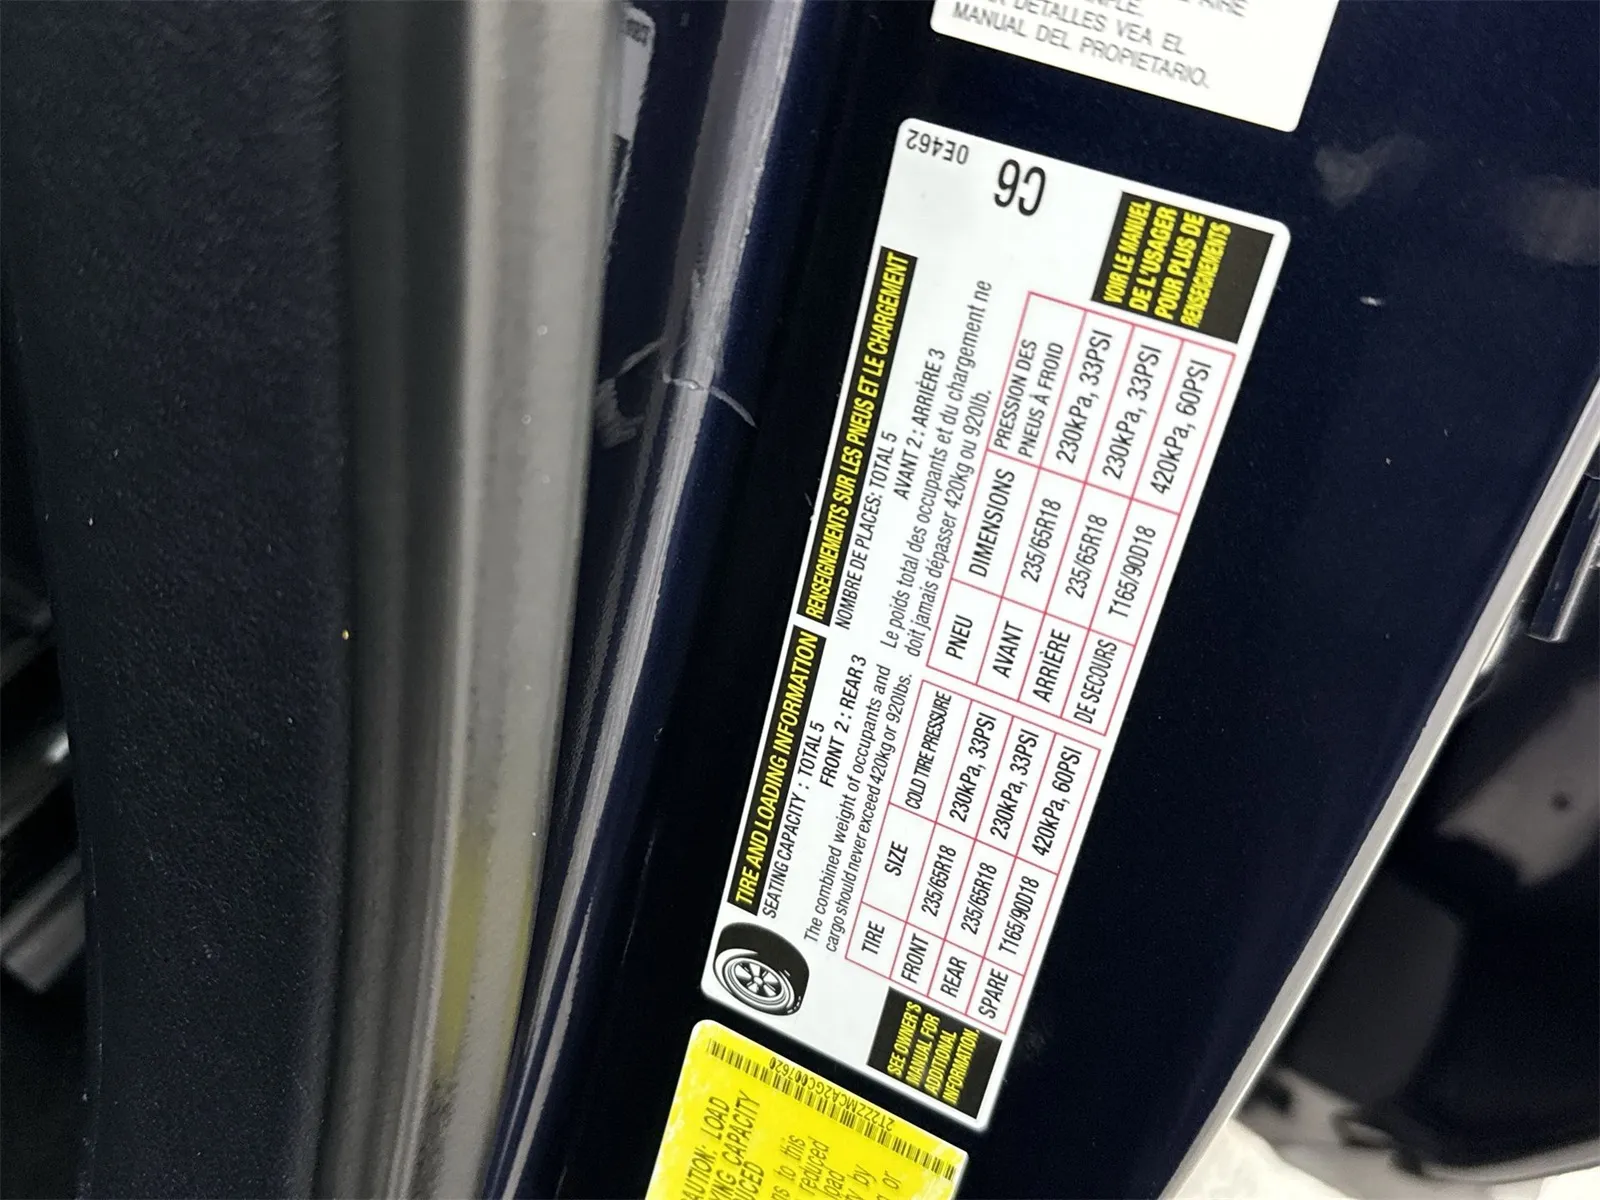 DETALLES VEA EL
MANUAL DEL PROPIETARIO.
0E462
C6
TIRE AND LOADING INFORMATION
SEATING CAPACITY : TOTAL 5
FRONT 2 : REAR 3
The combined weight of occupants and
cargo should never exceed 420kg or 920lbs.
TIRE SIZE COLD TIRE PRESSURE
FRONT 235/65R18 230kPa, 33PSI
REAR 235/65R18 230kPa, 33PSI
SPARE T165/90D18 420kPa, 60PSI
SEE OWNER'S
MANUAL FOR
ADDITIONAL
INFORMATION.
RENSEIGNEMENTS SUR LES PNEUS ET LE CHARGEMENT
NOMBRE DE PLACES: TOTAL 5
AVANT 2 : ARRIÈRE 3
Le poids total des occupants et du chargement ne
doit jamais dépasser 420kg ou 920lb.
PNEU DIMENSIONS PRESSION DES
PNEUS À FROID
AVANT 235/65R18 230kPa, 33PSI
ARRIÈRE 235/65R18 230kPa, 33PSI
DE SECOURS T165/90D18 420kPa, 60PSI
VOIR LE MANUEL
DE L'USAGER
POUR PLUS DE
RENSEIGNEMENTS
2T2ZZMCA2GC007620
LOAD
CAPACITY
to this
reduced
by
or